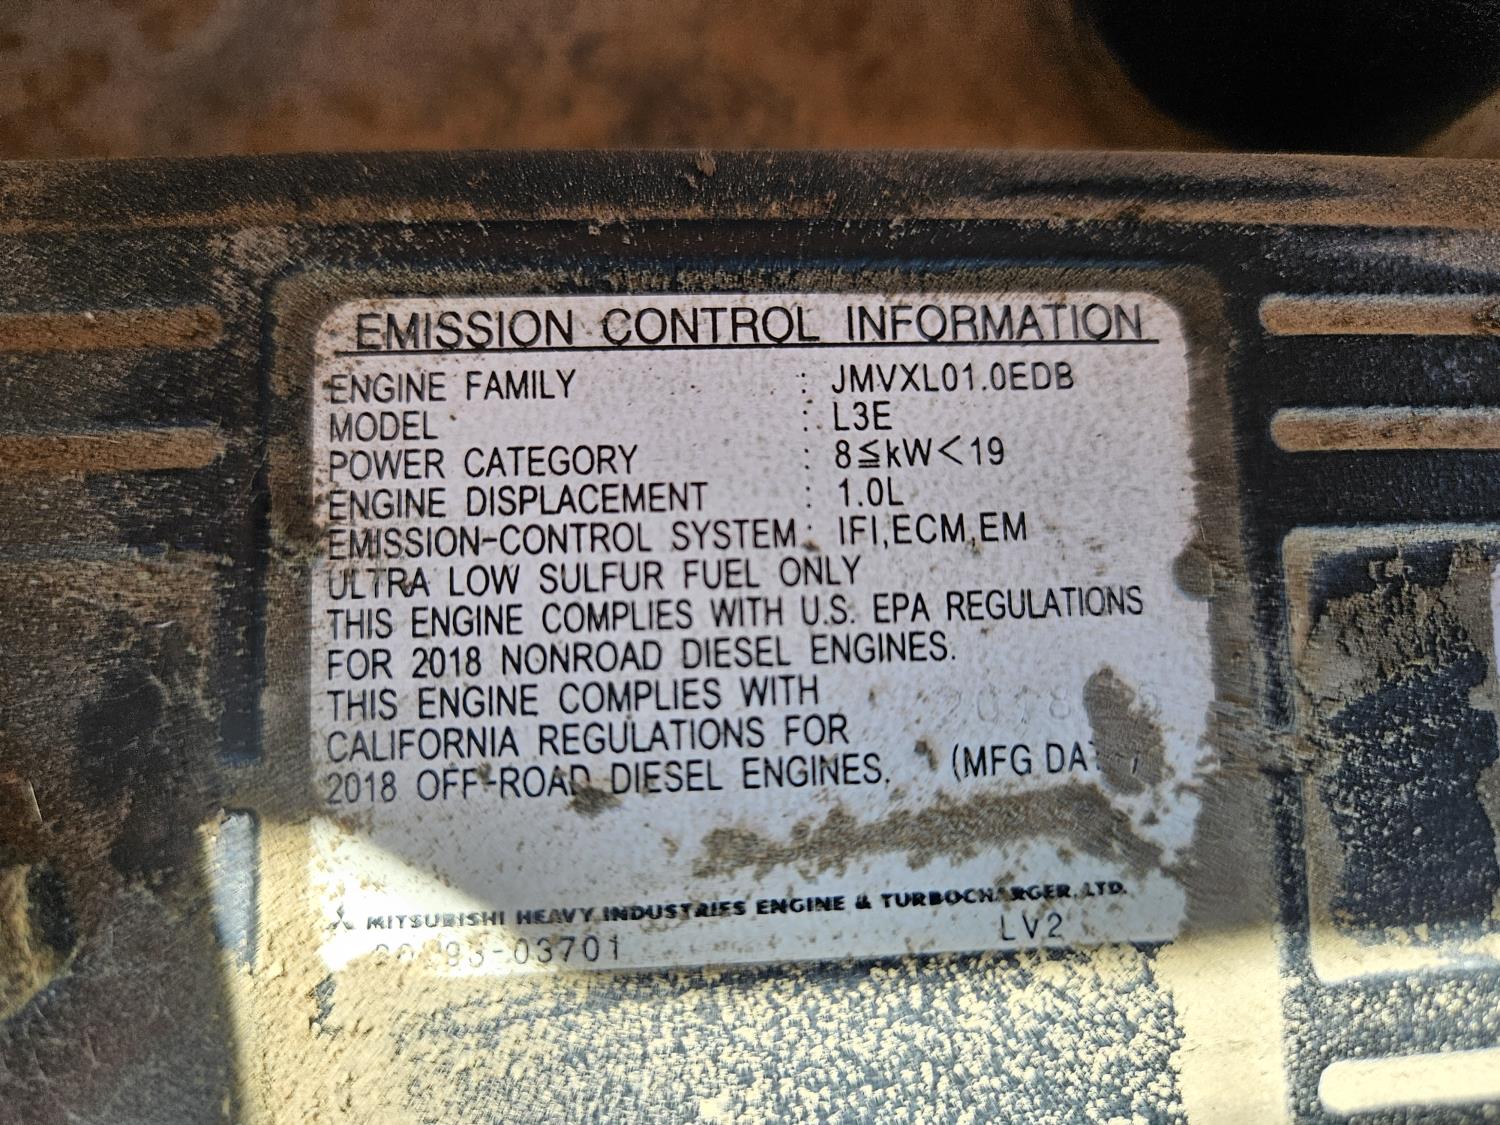 EMISSION CONTROL INFORMATION
ENGINE FAMILY : JMVXL01.0EDB
MODEL : L3E
POWER CATEGORY : 8≦kW<19
ENGINE DISPLACEMENT : 1.0L
EMISSION-CONTROL SYSTEM : IFI,ECM,EM
ULTRA LOW SULFUR FUEL ONLY
THIS ENGINE COMPLIES WITH U.S. EPA REGULATIONS
FOR 2018 NONROAD DIESEL ENGINES.
THIS ENGINE COMPLIES WITH
CALIFORNIA REGULATIONS FOR
2018 OFF-ROAD DIESEL ENGINES. (MFG
MITSUBISHI HEAVY INDUSTRIES ENGINE & TURBOCHARGER, LTD.
LV2